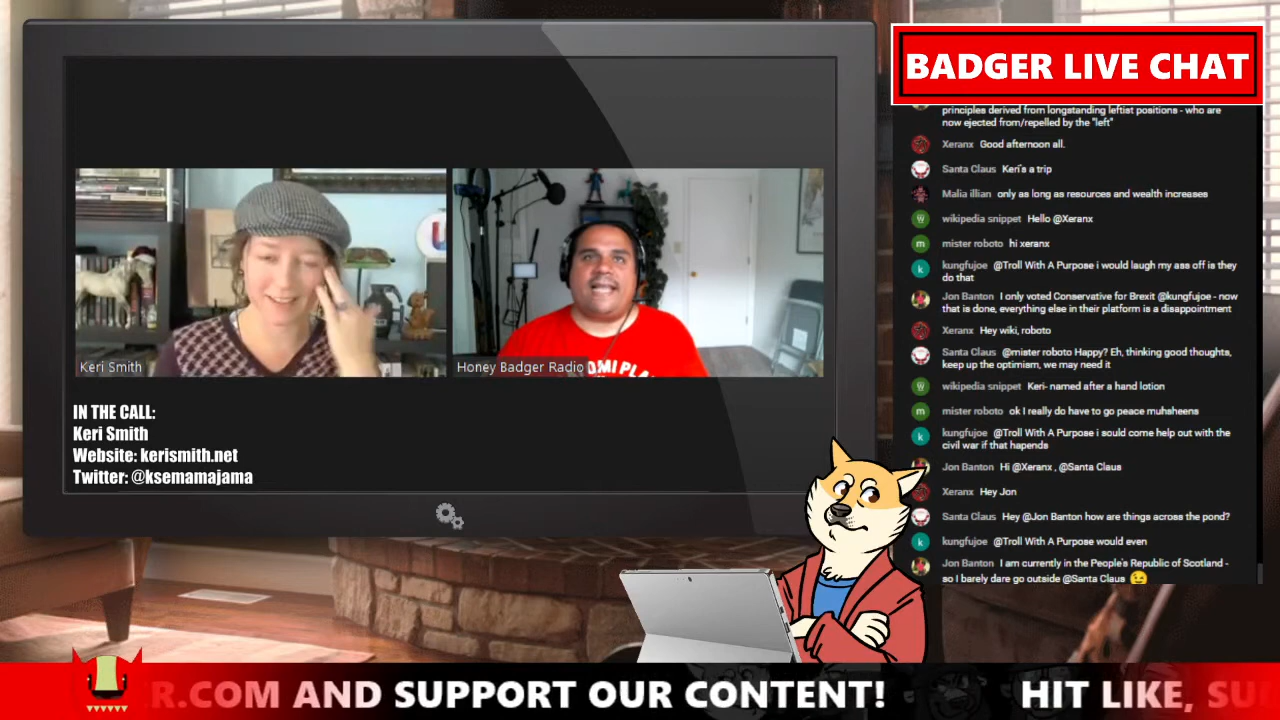 BADGER LIVE CHAT
principles derived from longstanding leftist positions - who are
now ejected from/repelled by the "left"
Xeranx Good afternoon all.
Santa Claus Keri's a trip
Malia illian only as long as resources and wealth increases
wikipedia snippet Hello @Xeranx
m mister roboto hi xeranx
k kungfujoe @Troll With A Purpose i would laugh my ass off is they
do that
Jon Banton I only voted Conservative for Brexit @kungfujoe - now
that is done, everything else in their platform is a disappointment
Xeranx Hey wiki, roboto
Santa Claus @mister roboto Happy? Eh, thinking good thoughts,
keep up the optimism, we may need it
wikipedia snippet Keri- named after a hand lotion
m mister roboto ok I really do have to go peace muhsheens
k kungfujoe @Troll With A Purpose i sould come help out with the
civil war if that hapends
Jon Banton Hi @Xeranx , @Santa Claus
Xeranx Hey Jon
Santa Claus Hey @Jon Banton how are things across the pond?
k kungfujoe @Troll With A Purpose would even
Jon Banton I am currently in the People's Republic of Scotland -
so I barely dare go outside @Santa Claus 😉
Keri Smith
Honey Badger Radio
IN THE CALL:
Keri Smith
Website: kerismith.net
Twitter: @ksemamajama
R.COM AND SUPPORT OUR CONTENT! HIT LIKE, SU